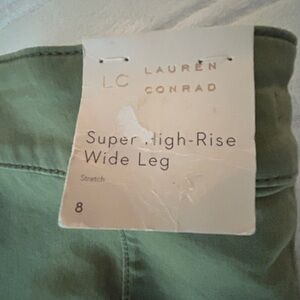 LC LAUREN
CONRAD
Super High-Rise
Wide Leg
Stretch
8